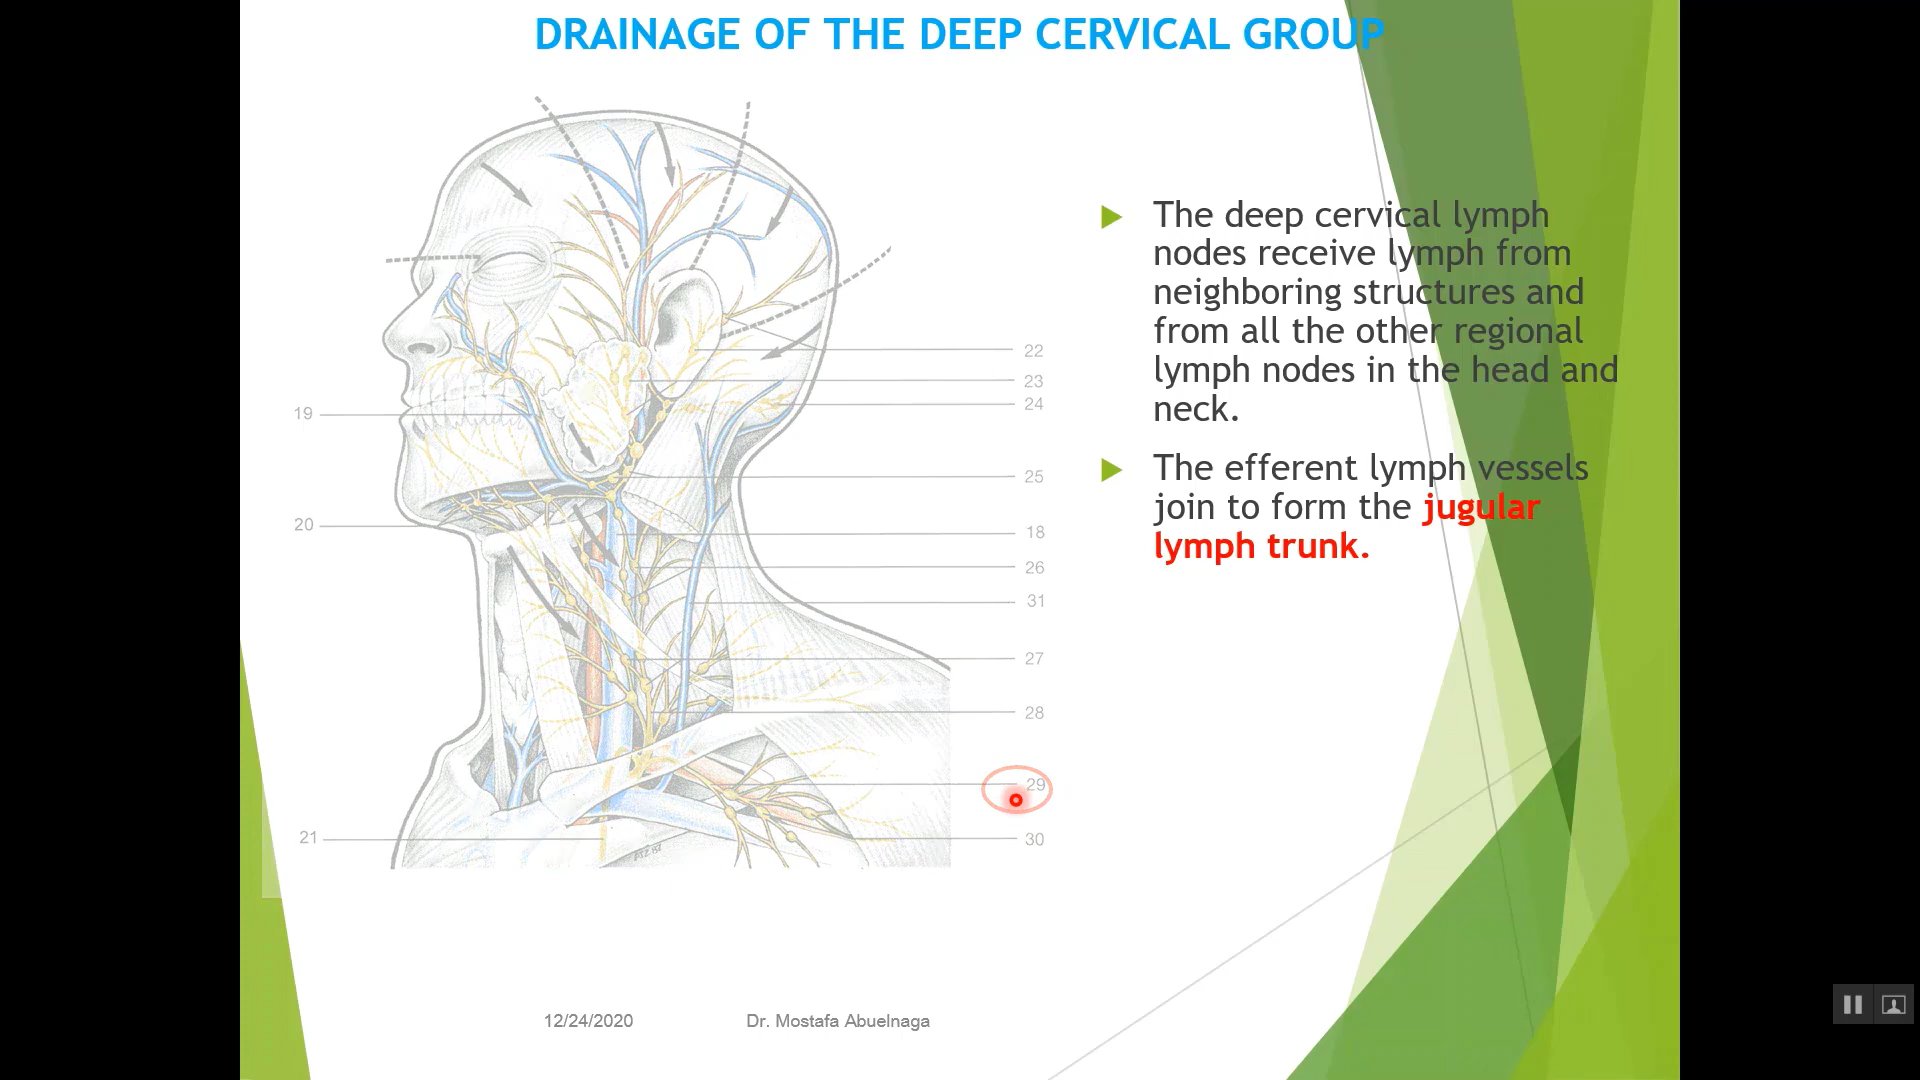 DRAINAGE OF THE DEEP CERVICAL GROUP
The deep cervical lymph
nodes receive lymph from
neighboring structures and
from all the other regional
lymph nodes in the head and
neck.
The efferent lymph vessels
join to form the jugular
lymph trunk.
19
20
21
22
23
24
25
18
26
31
27
28
29
30
12/24/2020
Dr. Mostafa Abuelnaga